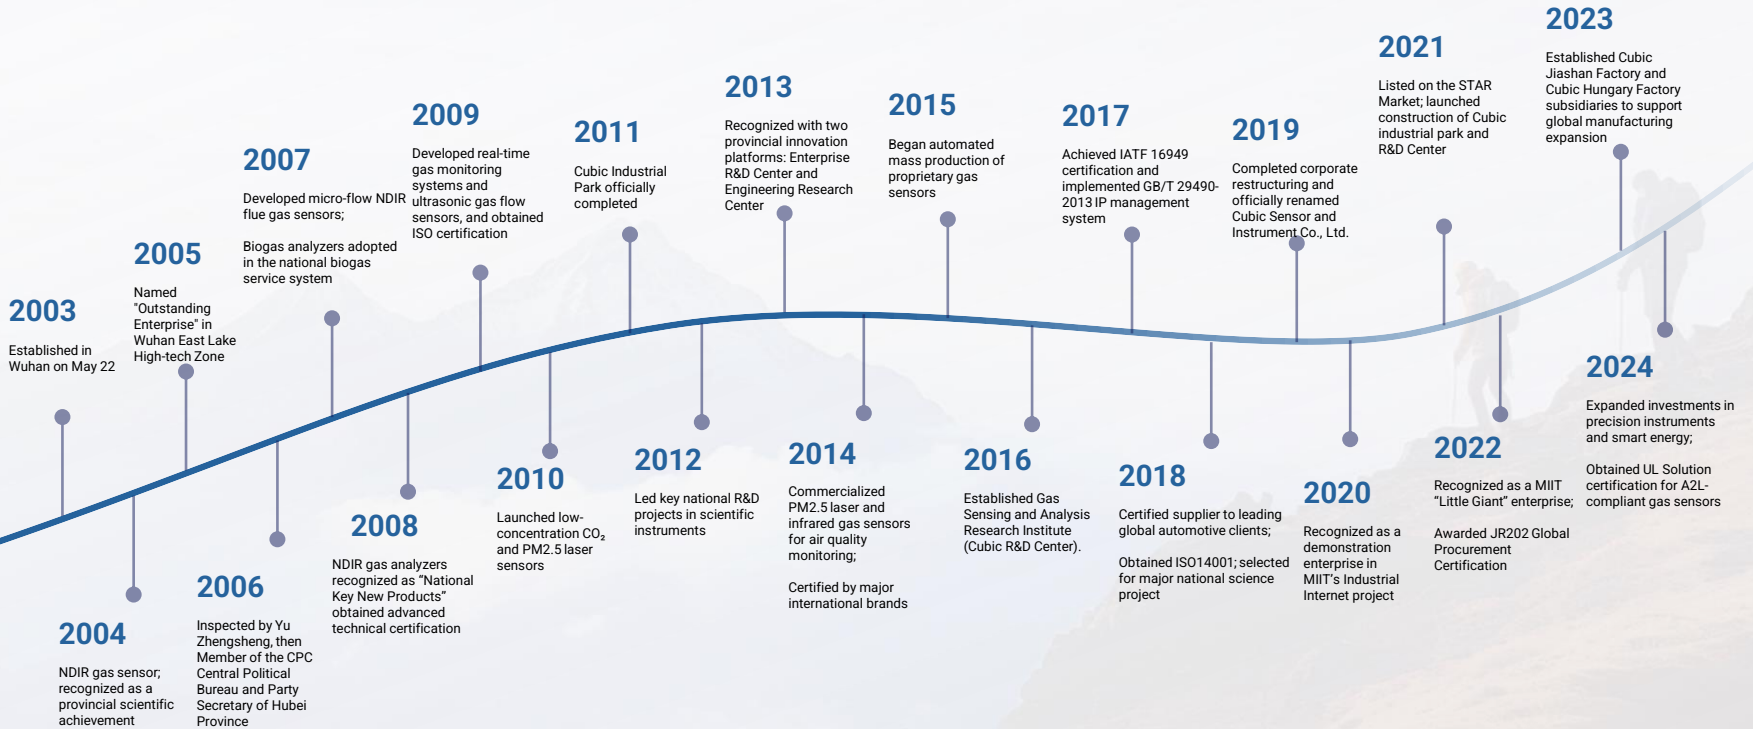 2003
Established in
Wuhan on May 22
2004
NDIR gas sensor;
recognized as a
provincial scientific
achievement
2005
Named
"Outstanding
Enterprise" in
Wuhan East Lake
High-tech Zone
2006
Inspected by Yu
Zhengsheng, then
Member of the CPC
Central Political
Bureau and Party
Secretary of Hubei
Province
2007
Developed micro-flow NDIR
flue gas sensors;
Biogas analyzers adopted
in the national biogas
service system
2008
NDIR gas analyzers
recognized as “National
Key New Products”
obtained advanced
technical certification
2009
Developed real-time
gas monitoring
systems and
ultrasonic gas flow
sensors, and obtained
ISO certification
2010
Launched low-
concentration CO₂
and PM2.5 laser
sensors
2011
Cubic Industrial
Park officially
completed
2012
Led key national R&D
projects in scientific
instruments
2013
Recognized with two
provincial innovation
platforms: Enterprise
R&D Center and
Engineering Research
Center
2014
Commercialized
PM2.5 laser and
infrared gas sensors
for air quality
monitoring;
Certified by major
international brands
2015
Began automated
mass production of
proprietary gas
sensors
2016
Established Gas
Sensing and Analysis
Research Institute
(Cubic R&D Center).
2017
Achieved IATF 16949
certification and
implemented GB/T 29490-
2013 IP management
system
2018
Certified supplier to leading
global automotive clients;
Obtained ISO14001; selected
for major national science
project
2019
Completed corporate
restructuring and
officially renamed
Cubic Sensor and
Instrument Co., Ltd.
2020
Recognized as a
demonstration
enterprise in
MIIT’s Industrial
Internet project
2021
Listed on the STAR
Market; launched
construction of Cubic
industrial park and
R&D Center
2022
Recognized as a MIIT
“Little Giant” enterprise;
Awarded JR202 Global
Procurement
Certification
2023
Established Cubic
Jiashan Factory and
Cubic Hungary Factory
subsidiaries to support
global manufacturing
expansion
2024
Expanded investments in
precision instruments
and smart energy;
Obtained UL Solution
certification for A2L-
compliant gas sensors